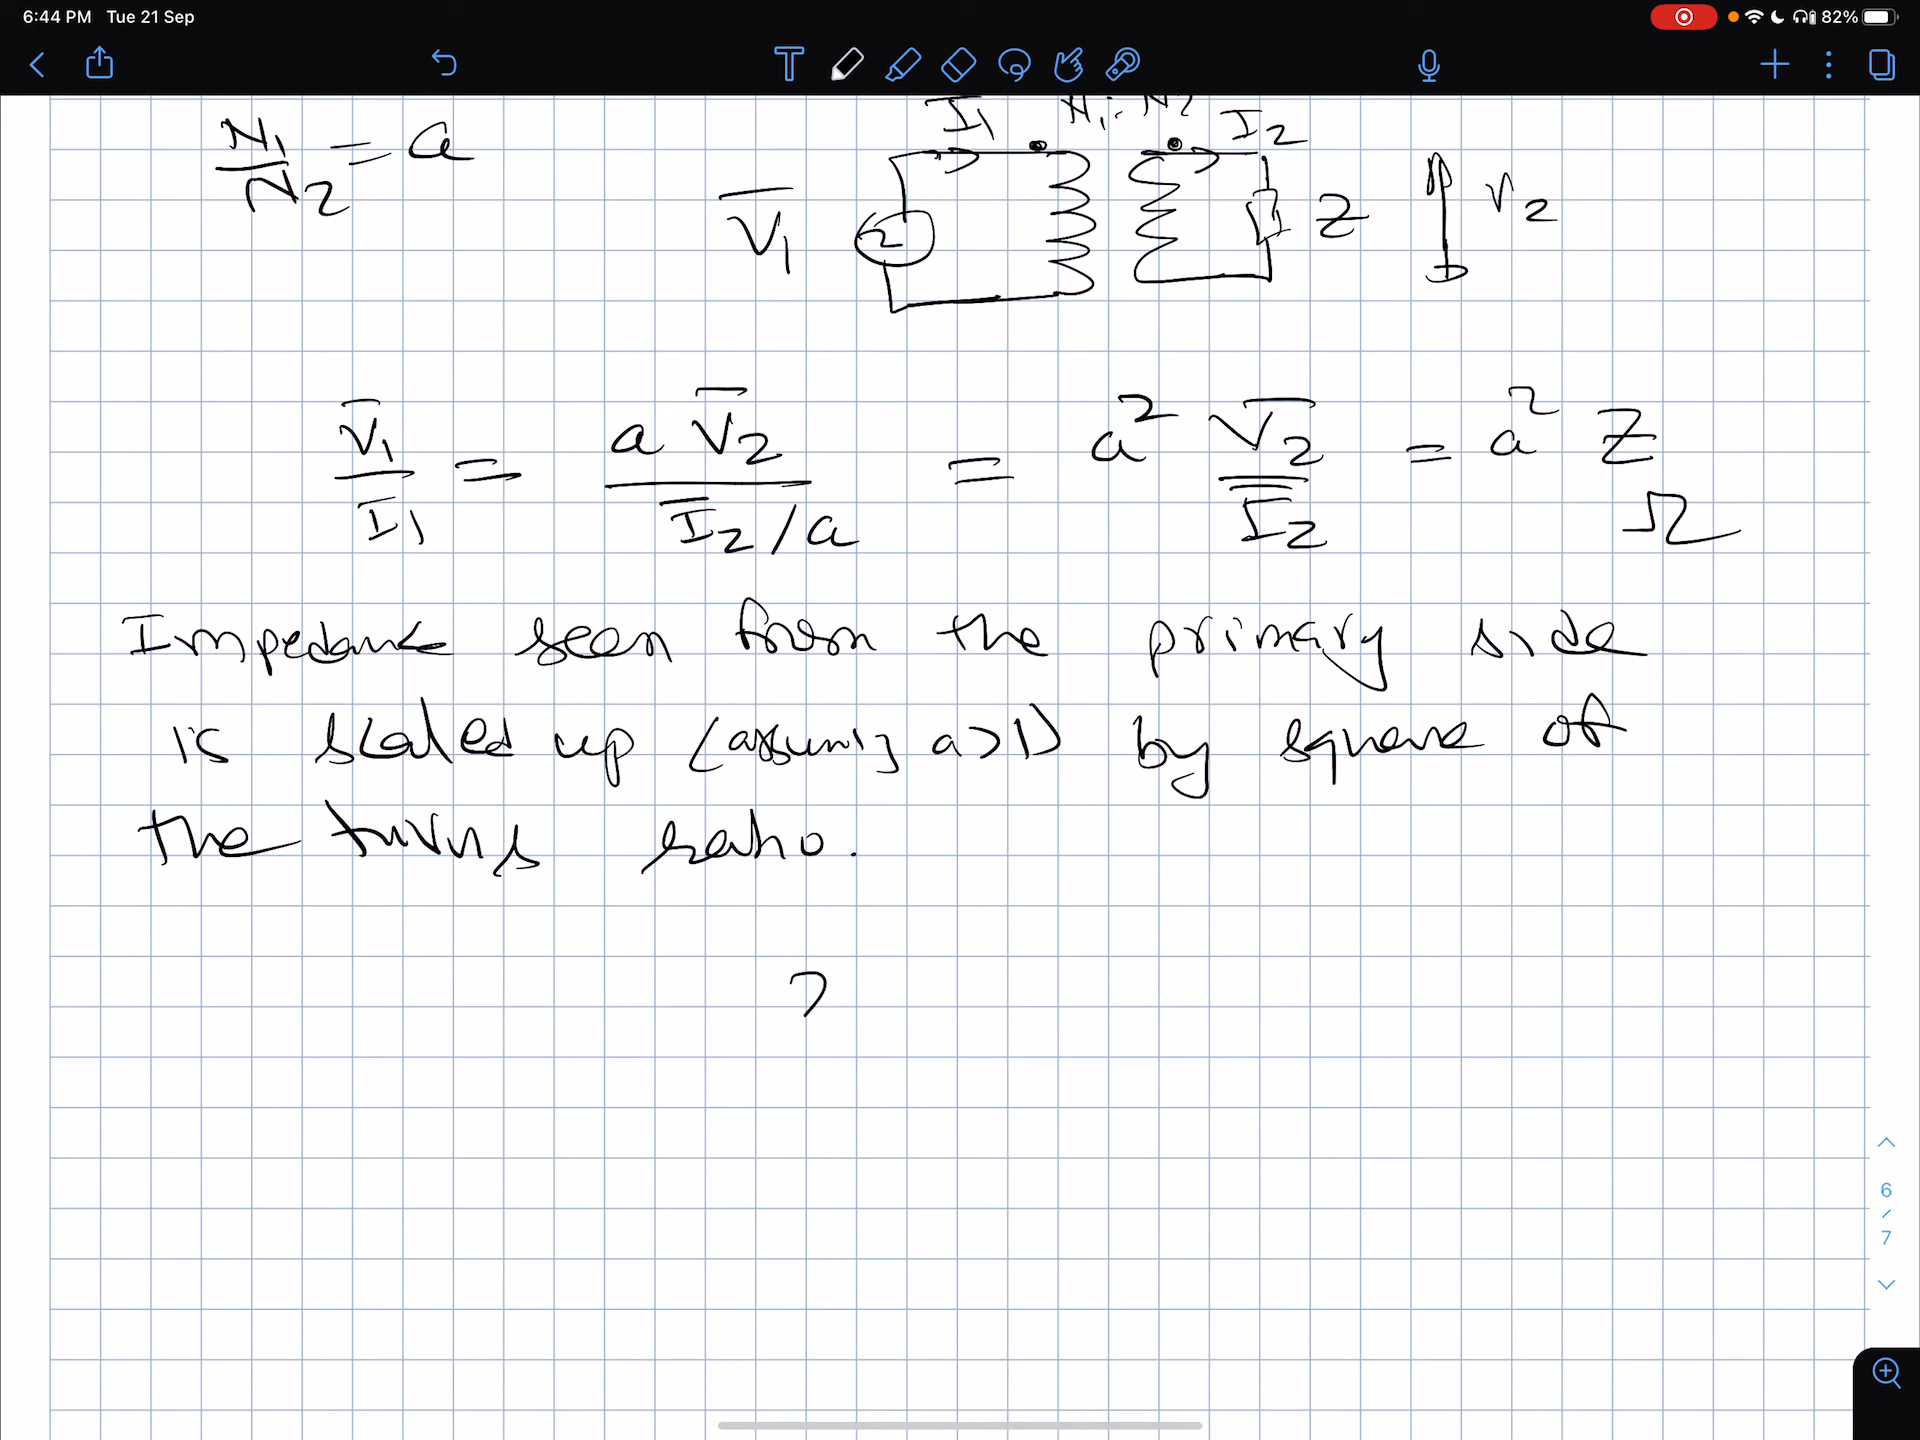 6:44 PM Tue 21 Sep
82%
N1/N2 = a
I1 N1: N2 I2
V̄1 Z V2
V̄1/Ī1 = a V̄2/(Ī2/a) = a² V̄2/Ī2 = a² Z Ω
Impedance seen from the primary side
is scaled up (assuming a>1) by square of
the turns ratio.
6
/
7